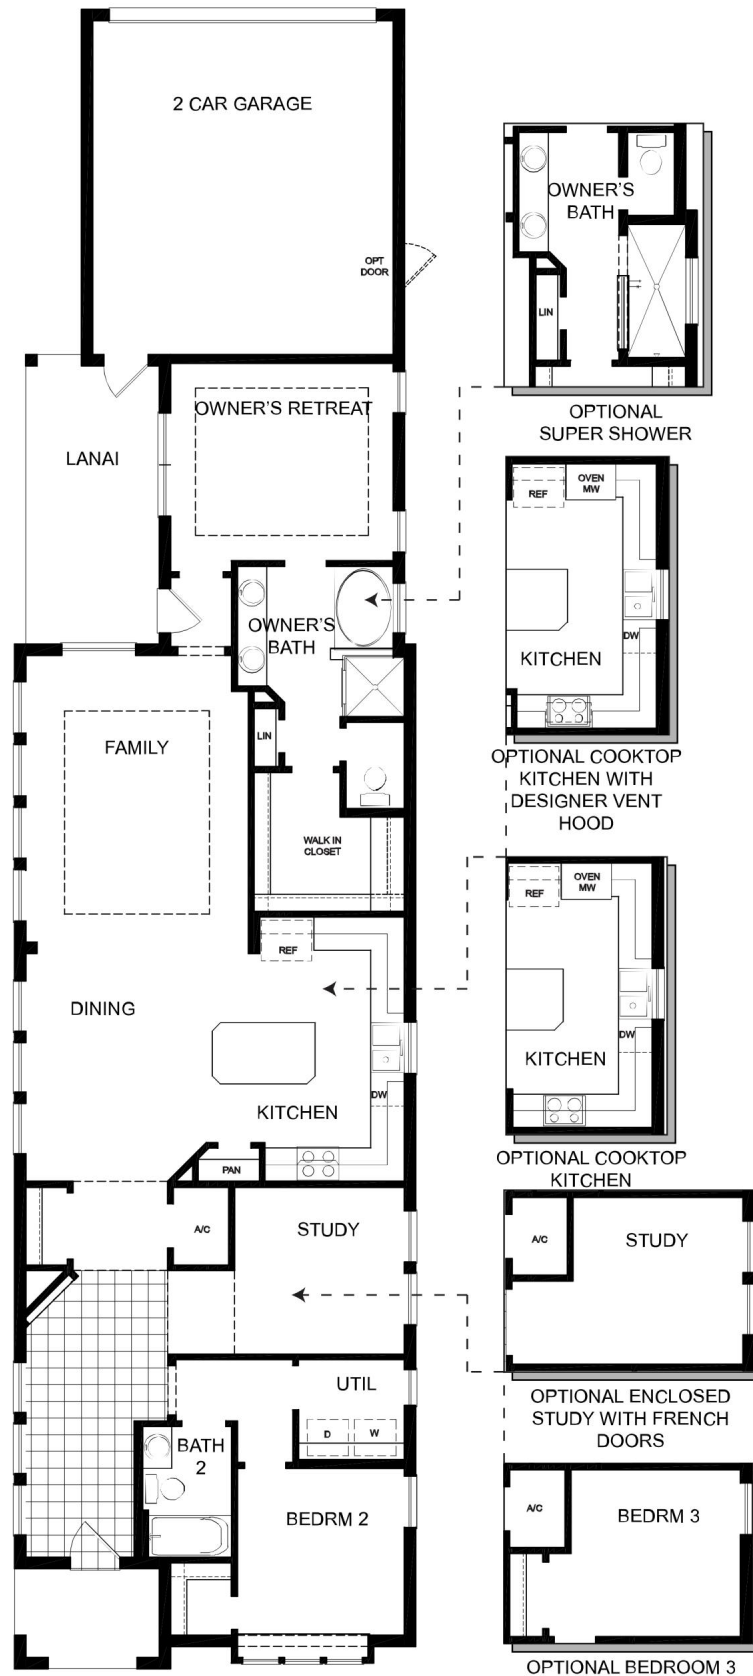 2 CAR GARAGE
OPT
DOOR
OWNER'S RETREAT
LANAI
OWNER'S
BATH
LIN
FAMILY
WALK IN
CLOSET
REF
DINING
KITCHEN
DW
PAN
A/C
STUDY
UTIL
D
W
BATH
2
BEDRM 2
OWNER'S
BATH
LIN
OPTIONAL
SUPER SHOWER
REF
OVEN
MW
DW
KITCHEN
OPTIONAL COOKTOP
KITCHEN WITH
DESIGNER VENT
HOOD
REF
OVEN
MW
DW
KITCHEN
OPTIONAL COOKTOP
KITCHEN
A/C
STUDY
OPTIONAL ENCLOSED
STUDY WITH FRENCH
DOORS
A/C
BEDRM 3
OPTIONAL BEDROOM 3